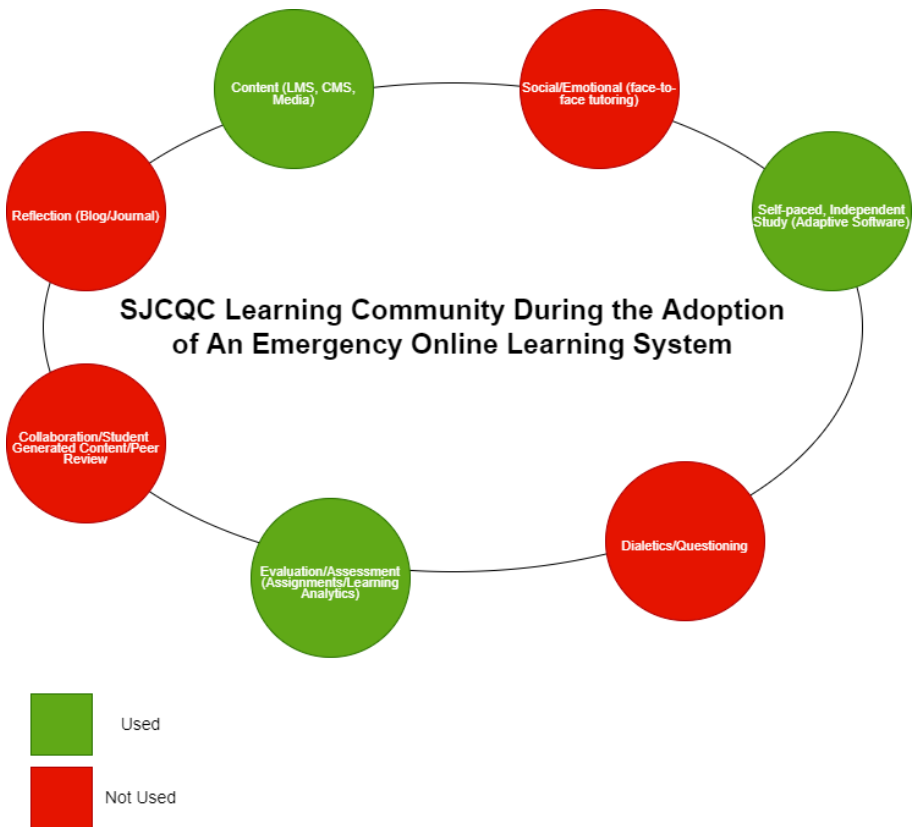 Content (LMS, CMS,
Media)
Social/Emotional (face-to-
face tutoring)
Reflection (Blog/Journal)
Self-paced, Independent
Study (Adaptive Software)
SJCQC Learning Community During the Adoption
of An Emergency Online Learning System
Collaboration/Student
Generated Content/Peer
Review
Dialetics/Questioning
Evaluation/Assessment
(Assignments/Learning
Analytics)
Used
Not Used